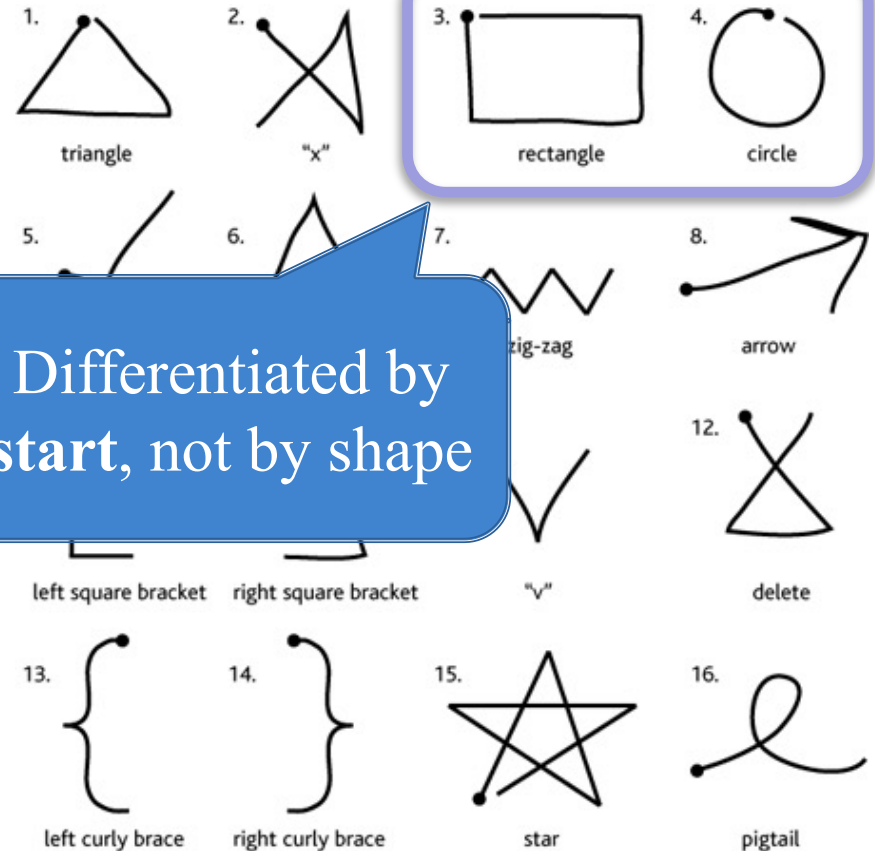 1. 2. 3. 4.
triangle "x" rectangle circle
5. 6. 7. 8.
zig-zag arrow
Differentiated by
start, not by shape
12.
left square bracket right square bracket "v" delete
13. 14. 15. 16.
left curly brace right curly brace star pigtail